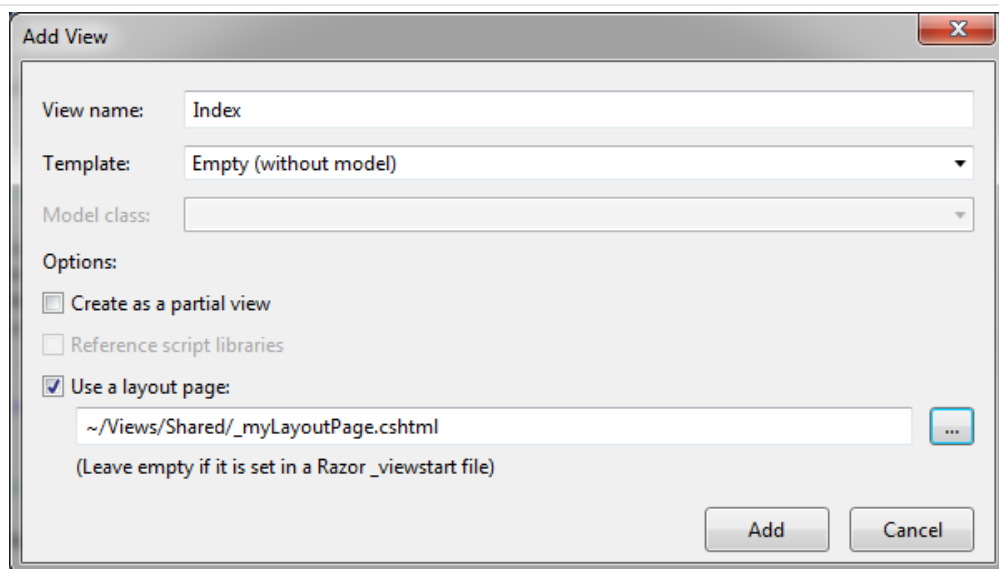 Add View
View name: Index
Template: Empty (without model)
Model class:
Options:
Create as a partial view
Reference script libraries
Use a layout page:
~/Views/Shared/_myLayoutPage.cshtml ...
(Leave empty if it is set in a Razor _viewstart file)
Add Cancel